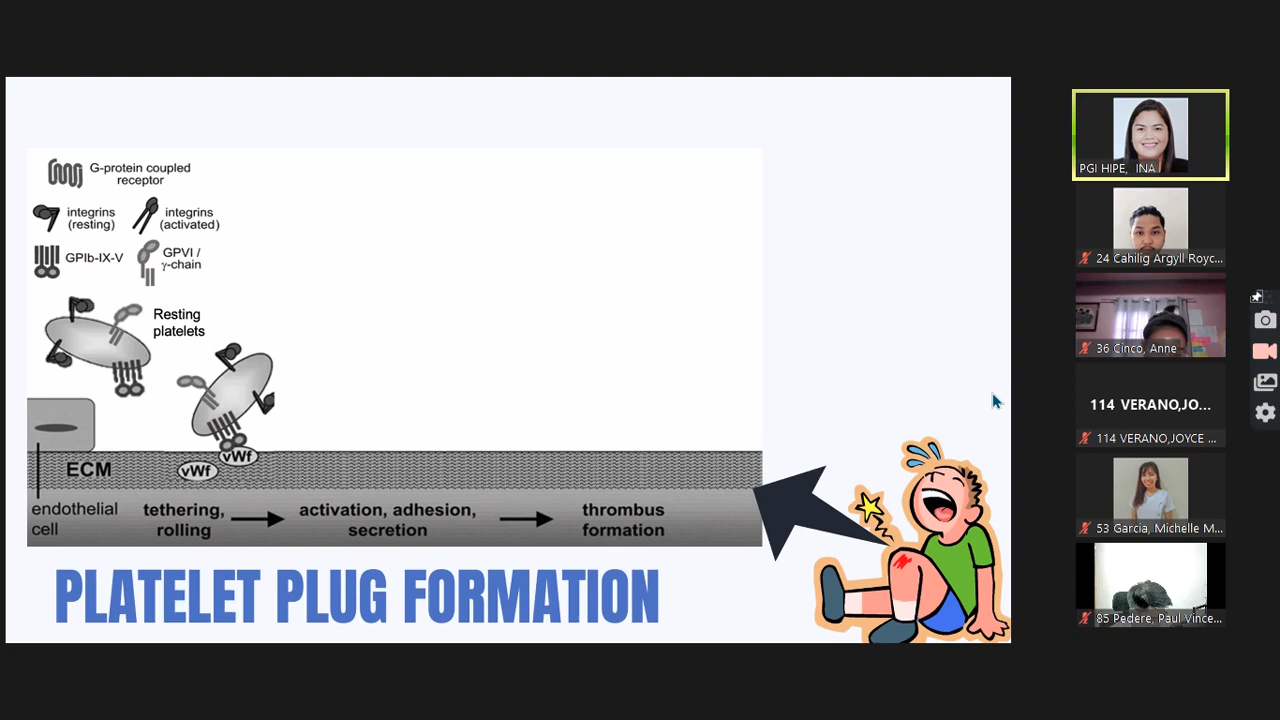 G-protein coupled
receptor
integrins
(resting)
integrins
(activated)
GPIb-IX-V
GPVI /
γ-chain
Resting
platelets
vWf
vWf
ECM
endothelial
cell
tethering,
rolling
activation, adhesion,
secretion
thrombus
formation
PLATELET PLUG FORMATION
PGI HIPE, INA
24 Cahilig Argyll Royc...
36 Cinco, Anne
114 VERANO,JO...
114 VERANO,JOYCE ...
53 Garcia, Michelle M...
85 Pedere, Paul Vince...